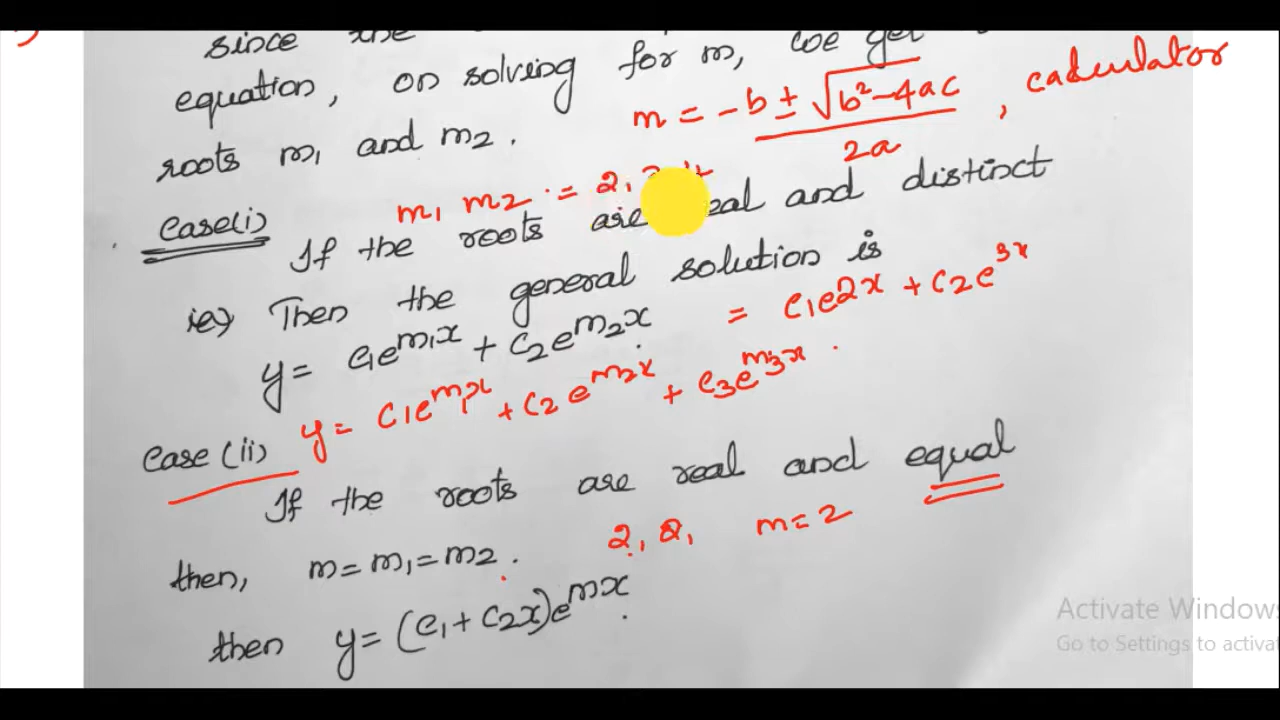 since the
equation, on solving for m, we get
roots m₁ and m₂.
m = -b ± √b²-4ac / 2a , calculator
m₁ m₂ = 2,
Case(i)
If the roots are real and distinct
ie) Then the general solution is
y = c₁e^m₁x + c₂e^m₂x = c₁e^2x + c₂e^3x
y = c₁e^m₁x + c₂e^m₂x + c₃e^m₃x
Case (ii)
If the roots are real and equal
then, m = m₁ = m₂. 2, 2, m = 2
then y = (c₁ + c₂x)e^mx
Activate Windows
Go to Settings to activa